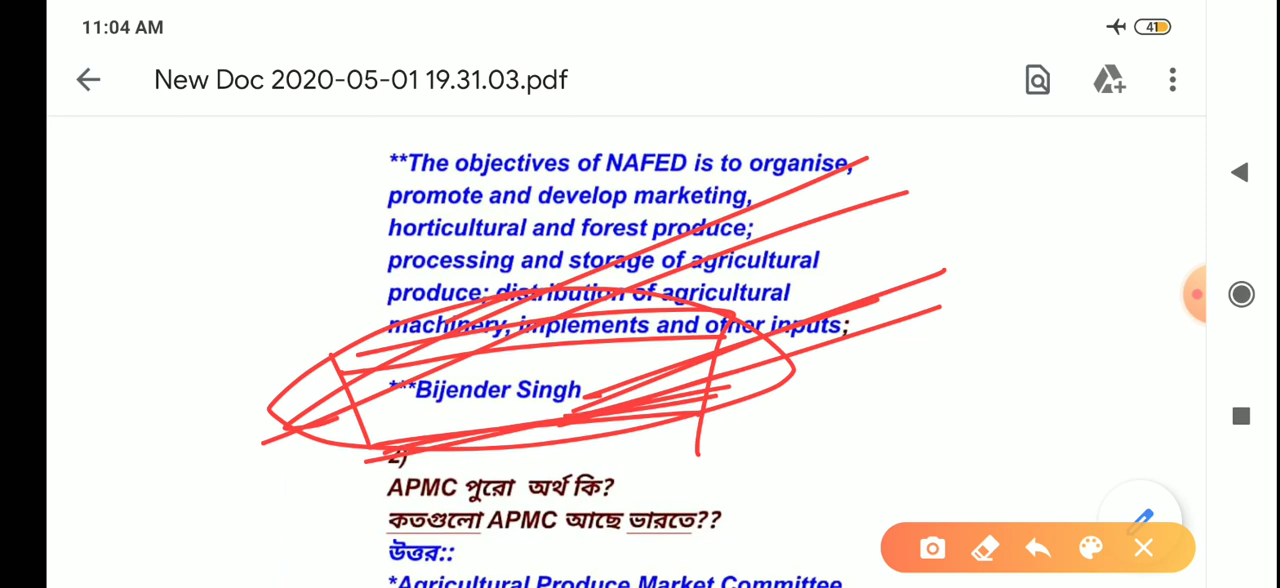 11:04 AM
41
New Doc 2020-05-01 19.31.03.pdf
**The objectives of NAFED is to organise,
promote and develop marketing,
horticultural and forest produce;
processing and storage of agricultural
produce; distribution of agricultural
machinery, implements and other inputs;
***Bijender Singh
2)
APMC পুরো অর্থ কি?
কতগুলো APMC আছে ভারতে??
উত্তর::
*Agricultural Produce Market Committee